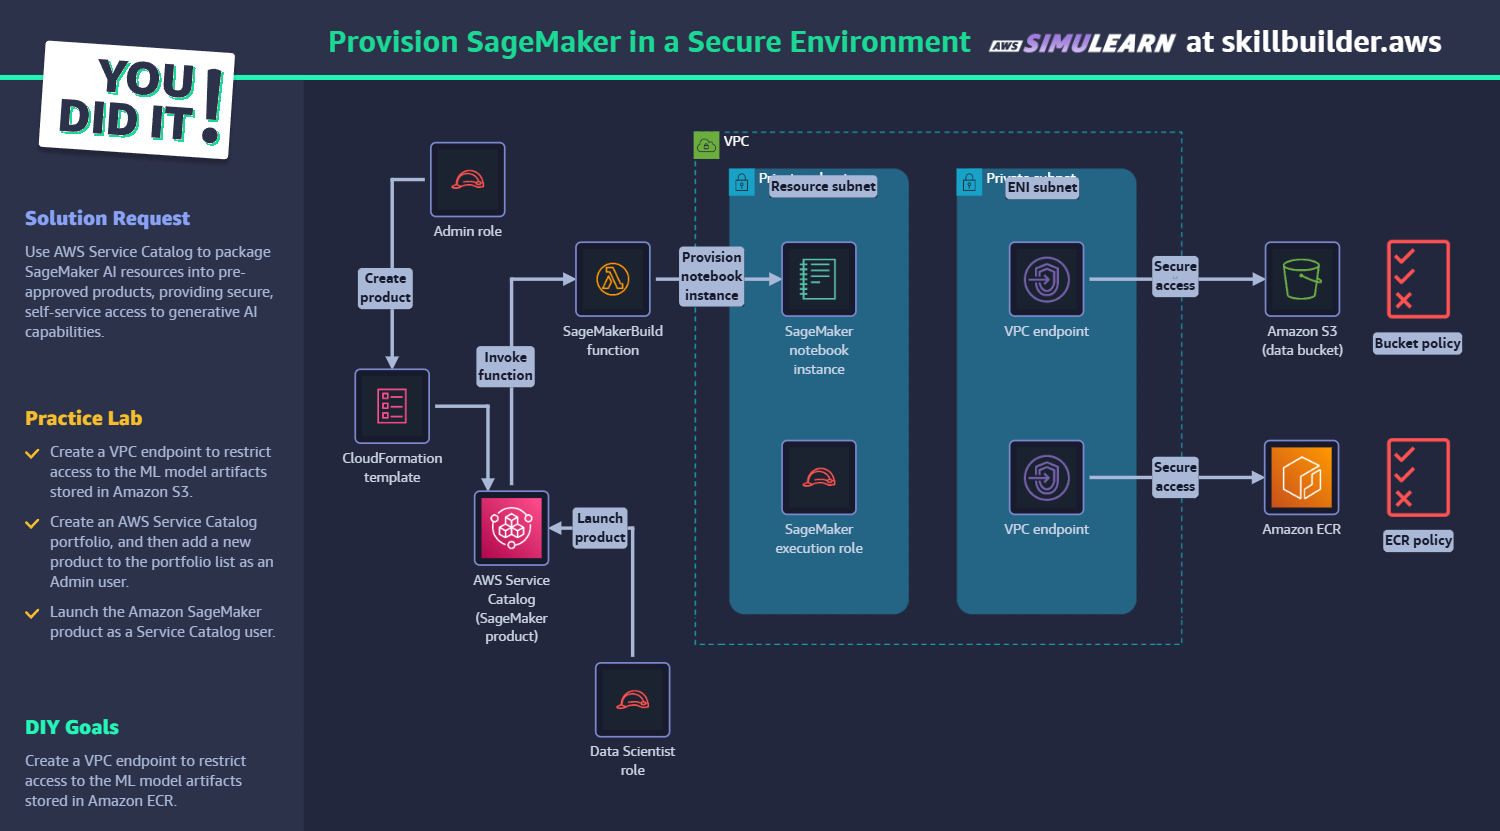 Provision SageMaker in a Secure Environment aws SIMULEARN at skillbuilder.aws
YOU
DID IT!
Solution Request
Use AWS Service Catalog to package
SageMaker AI resources into pre-
approved products, providing secure,
self-service access to generative AI
capabilities.
Practice Lab
Create a VPC endpoint to restrict
access to the ML model artifacts
stored in Amazon S3.
Create an AWS Service Catalog
portfolio, and then add a new
product to the portfolio list as an
Admin user.
Launch the Amazon SageMaker
product as a Service Catalog user.
DIY Goals
Create a VPC endpoint to restrict
access to the ML model artifacts
stored in Amazon ECR.
Admin role
Create
product
CloudFormation
template
Invoke
function
SageMakerBuild
function
AWS Service
Catalog
(SageMaker
product)
Launch
product
Data Scientist
role
VPC
Resource subnet
Provision
notebook
instance
SageMaker
notebook
instance
SageMaker
execution role
Private subnet
ENI subnet
VPC endpoint
VPC endpoint
Secure
access
Secure
access
Amazon S3
(data bucket)
Bucket policy
Amazon ECR
ECR policy